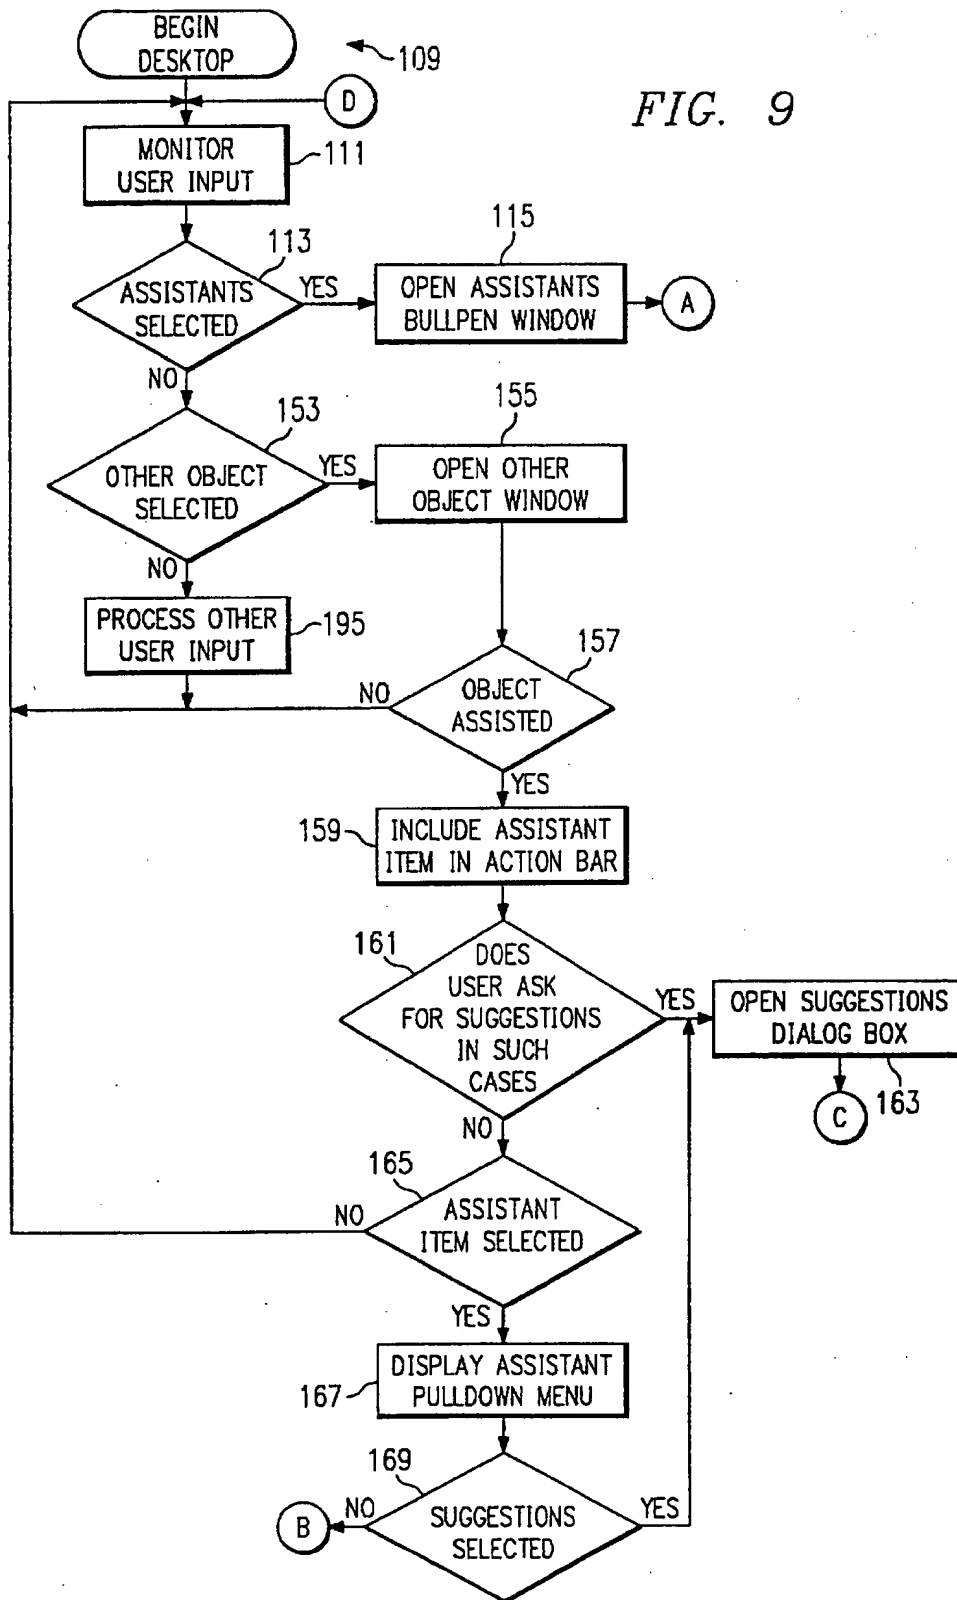 BEGIN
DESKTOP
109
D
FIG. 9
MONITOR
USER INPUT
111
113
ASSISTANTS
SELECTED
YES
115
OPEN ASSISTANTS
BULLPEN WINDOW
A
NO
153
OTHER OBJECT
SELECTED
YES
155
OPEN OTHER
OBJECT WINDOW
NO
PROCESS OTHER
USER INPUT
195
157
NO
OBJECT
ASSISTED
YES
159
INCLUDE ASSISTANT
ITEM IN ACTION BAR
161
DOES
USER ASK
FOR SUGGESTIONS
IN SUCH
CASES
YES
OPEN SUGGESTIONS
DIALOG BOX
163
C
NO
165
NO
ASSISTANT
ITEM SELECTED
YES
DISPLAY ASSISTANT
PULLDOWN MENU
167
169
B
NO
SUGGESTIONS
SELECTED
YES